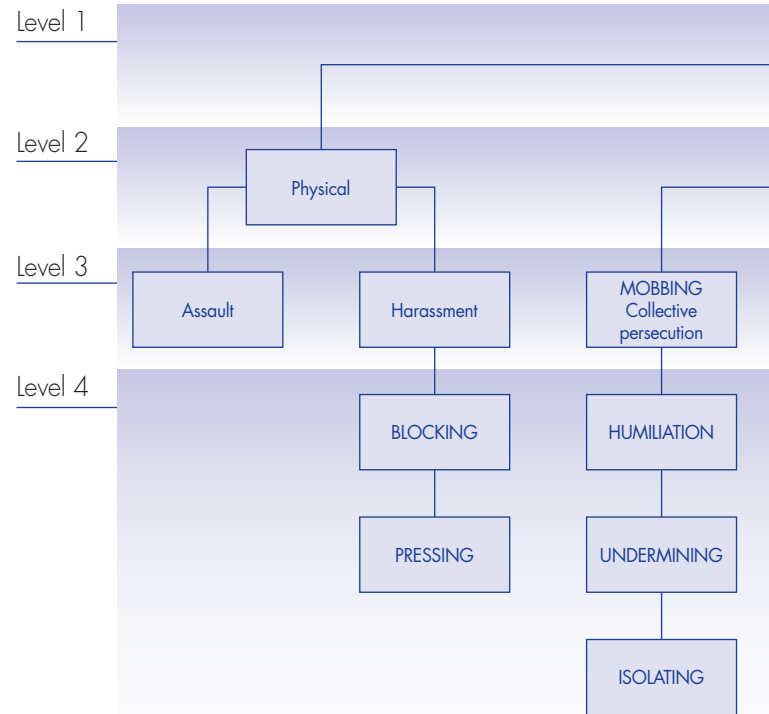 Level 1
Level 2
Physical
Level 3
Assault
Harassment
MOBBING
Collective
persecution
Level 4
BLOCKING
HUMILIATION
PRESSING
UNDERMINING
ISOLATING